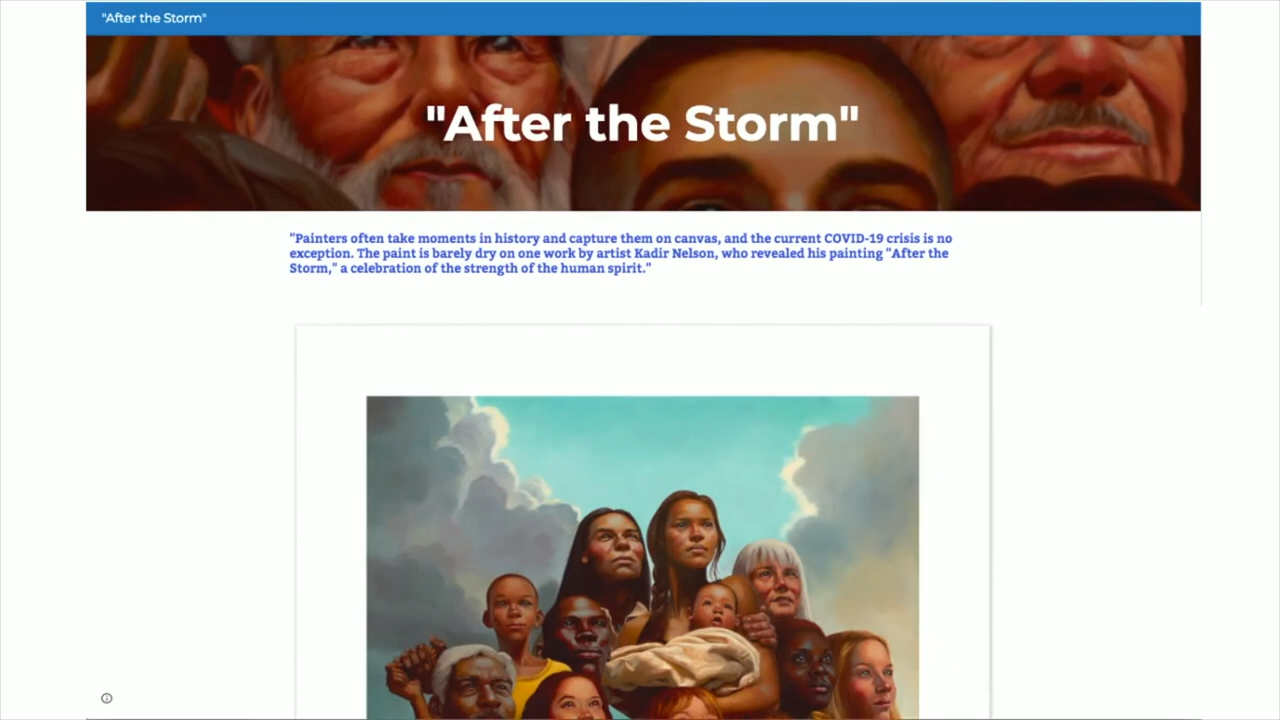 "After the Storm"
"After the Storm"
"Painters often take moments in history and capture them on canvas, and the current COVID-19 crisis is no
exception. The paint is barely dry on one work by artist Kadir Nelson, who revealed his painting "After the
Storm," a celebration of the strength of the human spirit."